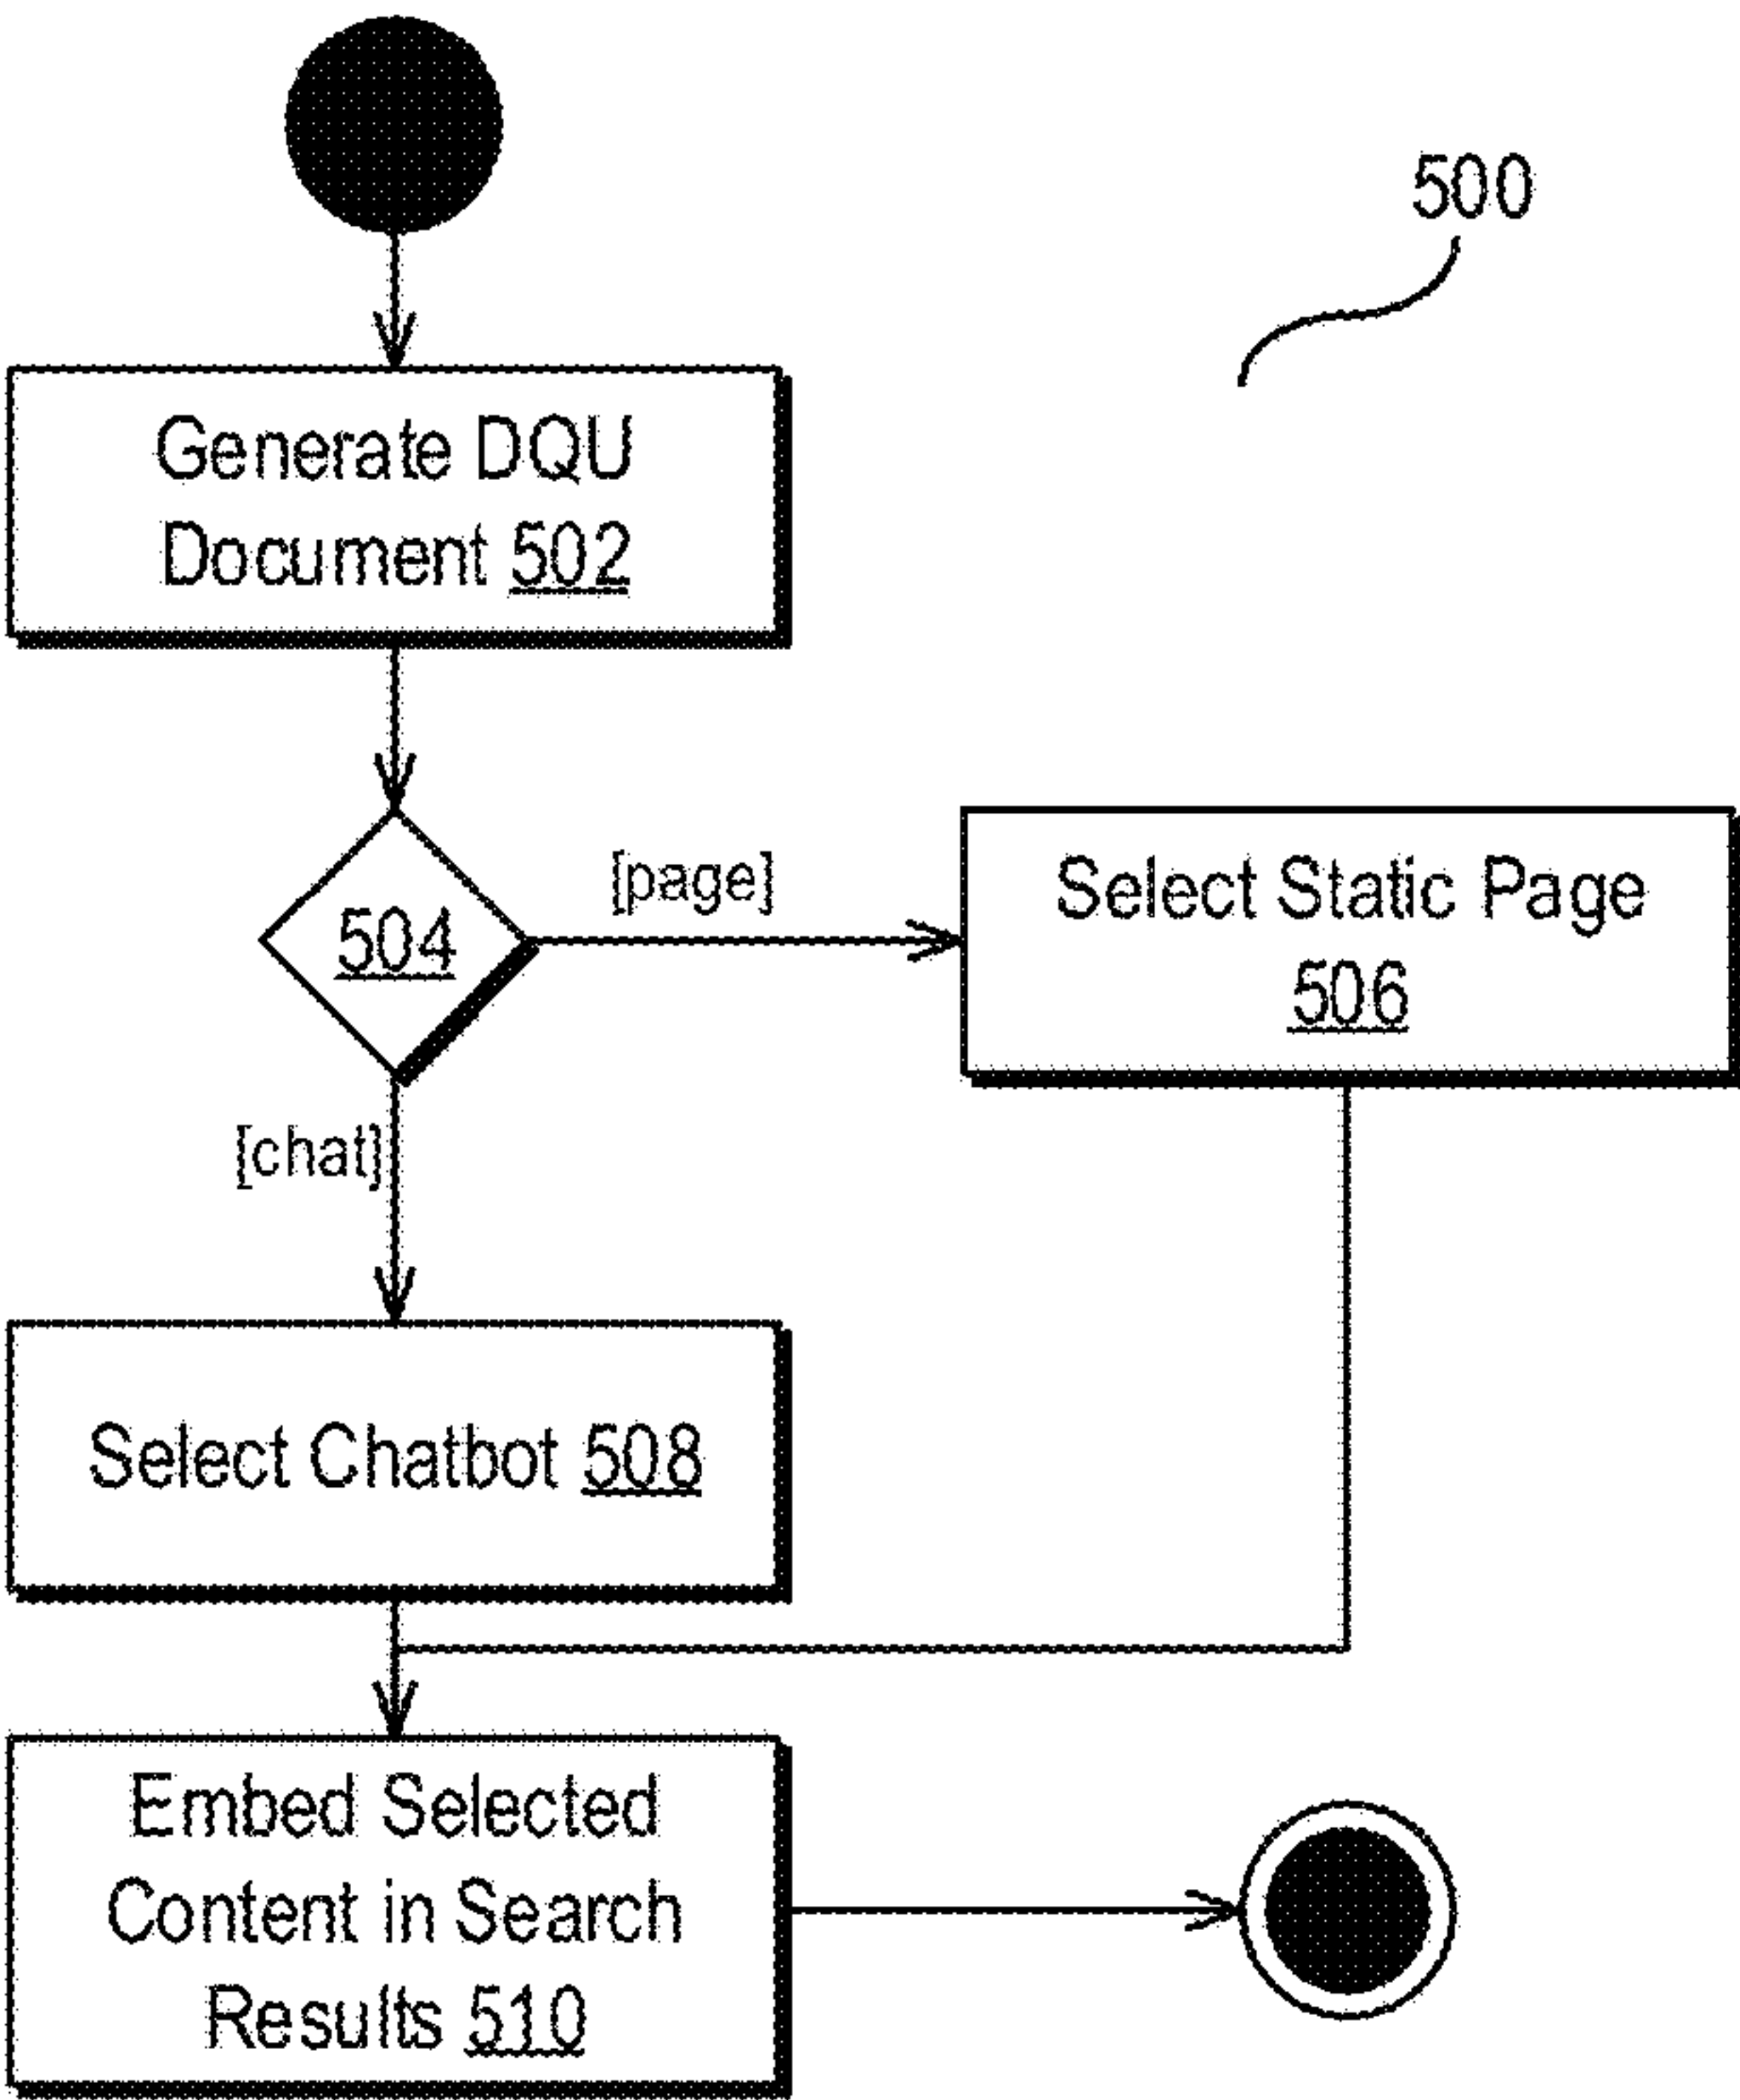 500
Generate DQU
Document 502
504
[page]
Select Static Page
506
[chat]
Select Chatbot 508
Embed Selected
Content in Search
Results 510